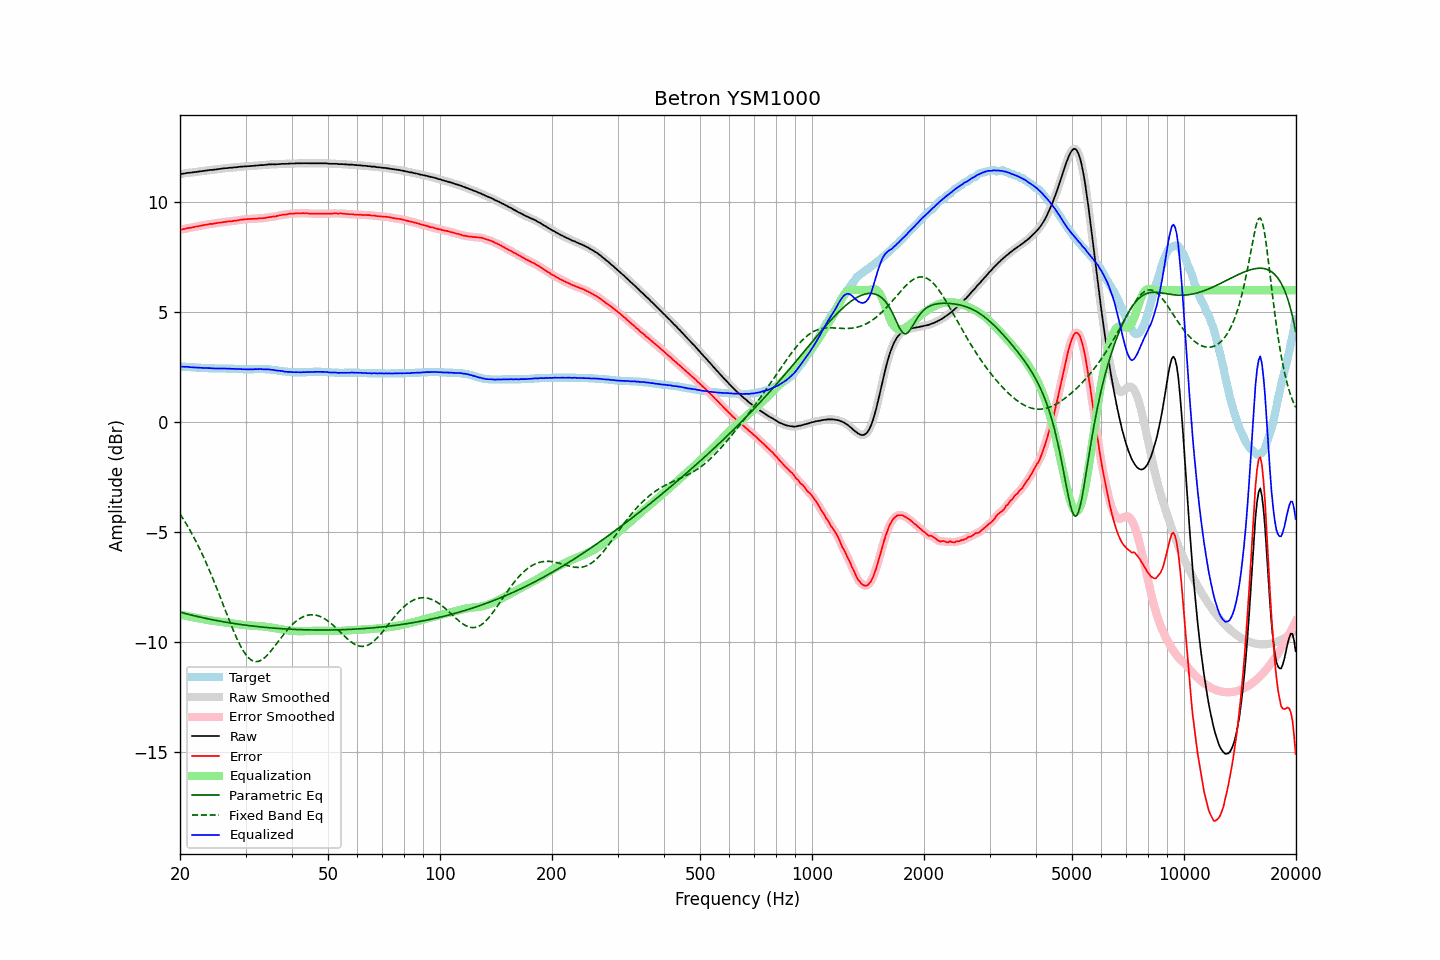 Betron YSM1000
Amplitude (dBr)
10
5
0
−5
−10
−15
Target
Raw Smoothed
Error Smoothed
Raw
Error
Equalization
Parametric Eq
Fixed Band Eq
Equalized
20 50 100 200 500 1000 2000 5000 10000 20000
Frequency (Hz)